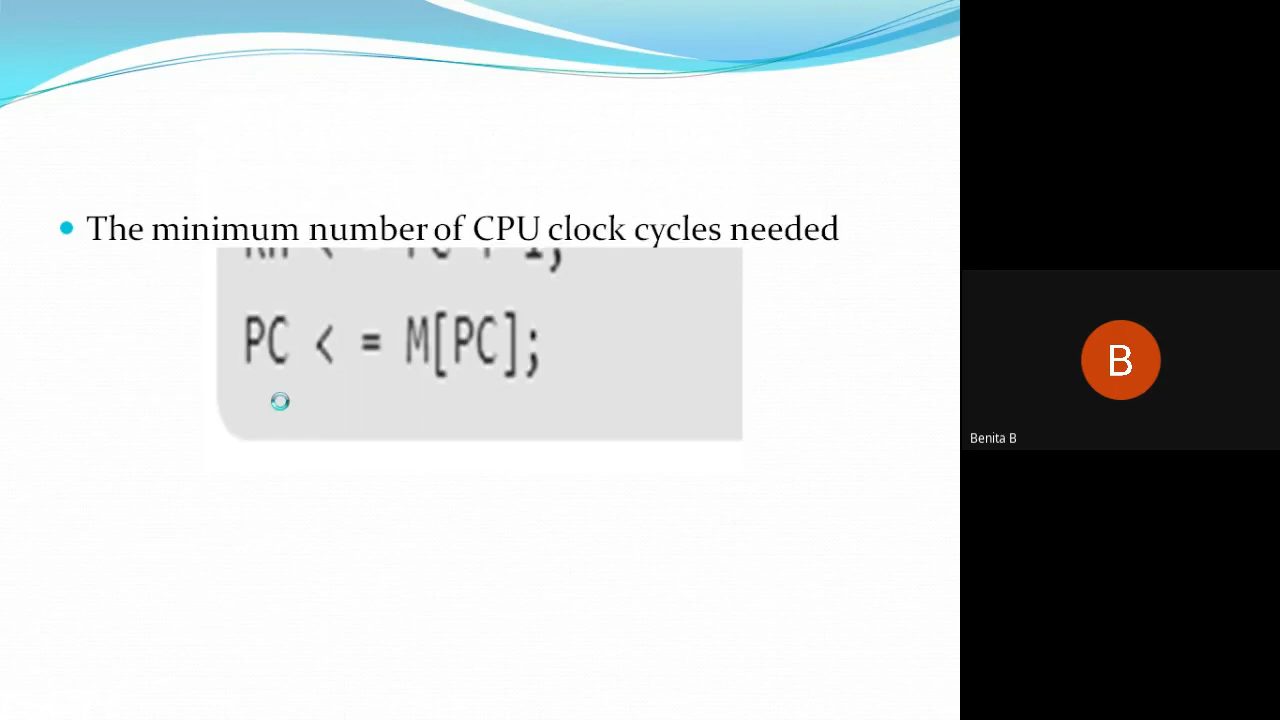 The minimum number of CPU clock cycles needed
PC < = M[PC];
B
Benita B